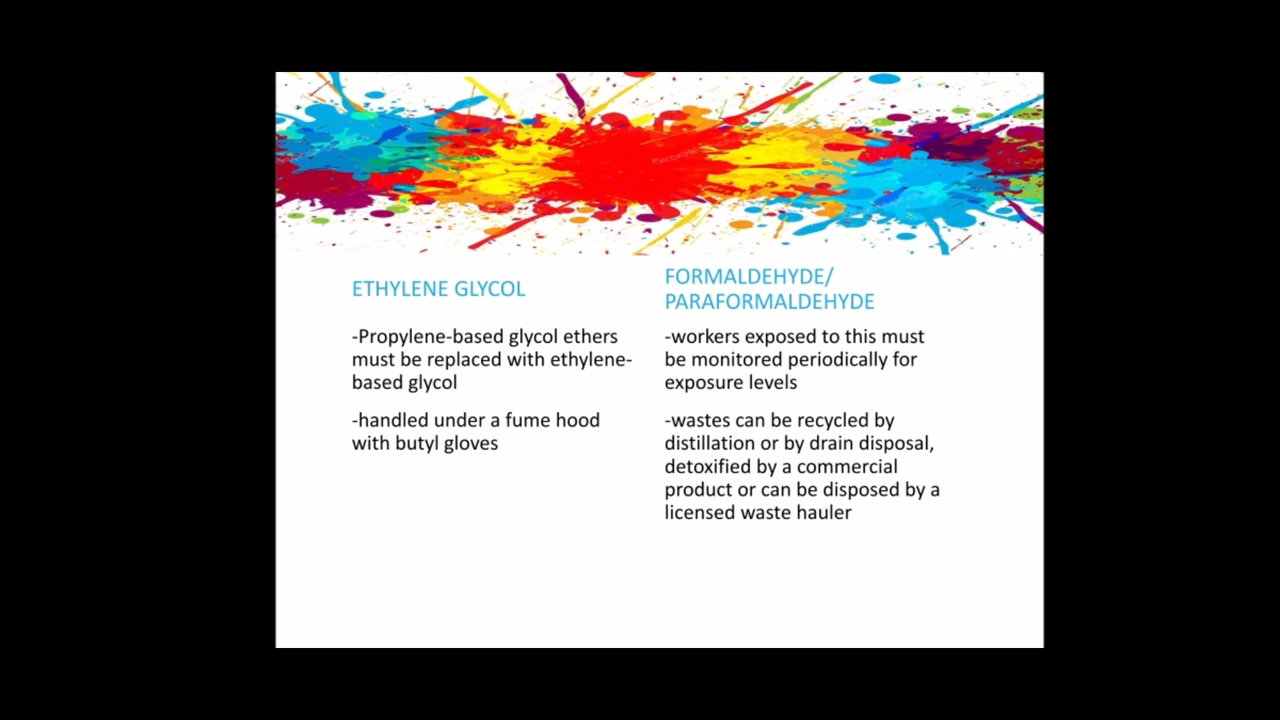 ETHYLENE GLYCOL
-Propylene-based glycol ethers
must be replaced with ethylene-
based glycol
-handled under a fume hood
with butyl gloves
FORMALDEHYDE/
PARAFORMALDEHYDE
-workers exposed to this must
be monitored periodically for
exposure levels
-wastes can be recycled by
distillation or by drain disposal,
detoxified by a commercial
product or can be disposed by a
licensed waste hauler